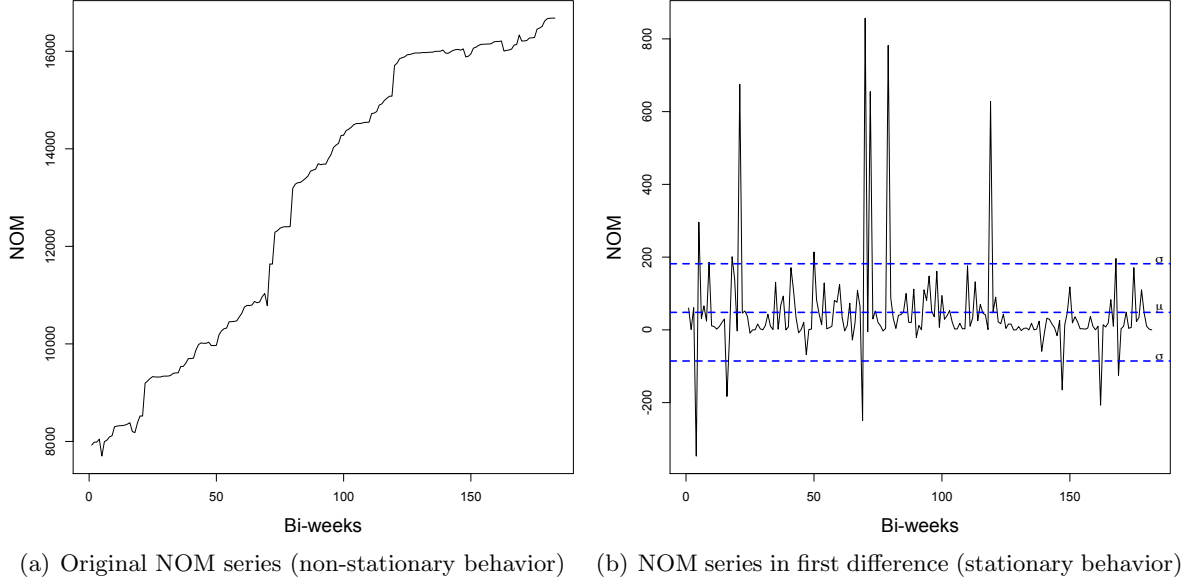 NOM
16000
14000
12000
10000
8000
0
50
100
150
Bi-weeks
(a) Original NOM series (non-stationary behavior)
NOM
800
600
400
200
0
-200
σ
μ
σ
0
50
100
150
Bi-weeks
(b) NOM series in first difference (stationary behavior)